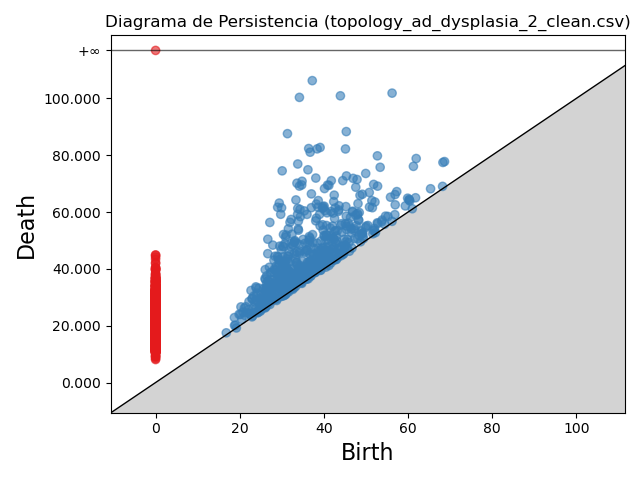 Diagrama de Persistencia (topology_ad_dysplasia_2_clean.csv)
+∞
100.000
80.000
60.000
40.000
20.000
0.000
Death
0 20 40 60 80 100
Birth